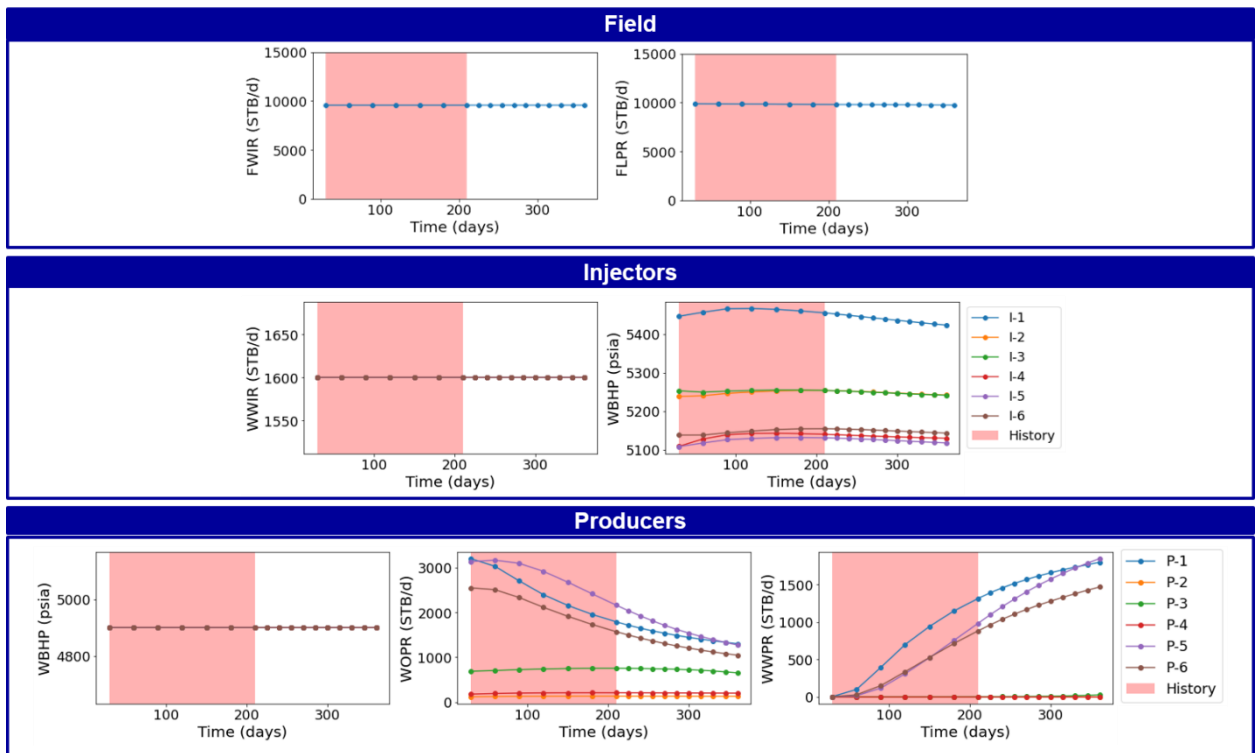 Field
15000
10000
5000
0
FWIR (STB/d)
100 200 300
Time (days)
15000
10000
5000
0
FLPR (STB/d)
100 200 300
Time (days)
Injectors
1650
1600
1550
WWIR (STB/d)
100 200 300
Time (days)
5400
5300
5200
5100
WBHP (psia)
100 200 300
Time (days)
I-1
I-2
I-3
I-4
I-5
I-6
History
Producers
5000
4800
WBHP (psia)
100 200 300
Time (days)
3000
2000
1000
0
WOPR (STB/d)
100 200 300
Time (days)
1500
1000
500
0
WWPR (STB/d)
100 200 300
Time (days)
P-1
P-2
P-3
P-4
P-5
P-6
History